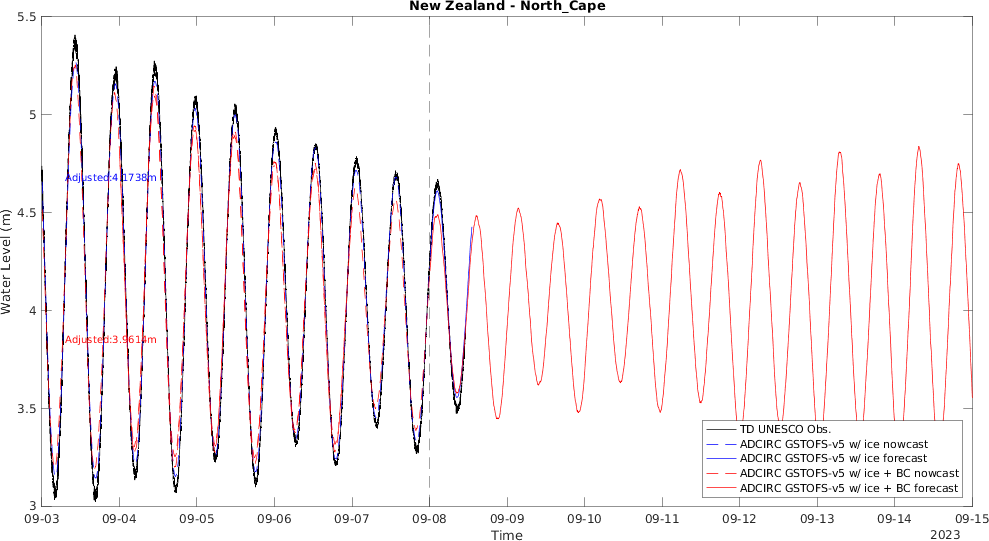 New Zealand - North_Cape
5.5
5
4.5
4
3.5
3
Water Level (m)
Adjusted:4.1738m
Adjusted:3.9614m
TD UNESCO Obs.
ADCIRC GSTOFS-v5 w/ ice nowcast
ADCIRC GSTOFS-v5 w/ ice forecast
ADCIRC GSTOFS-v5 w/ ice + BC nowcast
ADCIRC GSTOFS-v5 w/ ice + BC forecast
09-03 09-04 09-05 09-06 09-07 09-08 09-09 09-10 09-11 09-12 09-13 09-14 09-15
Time
2023